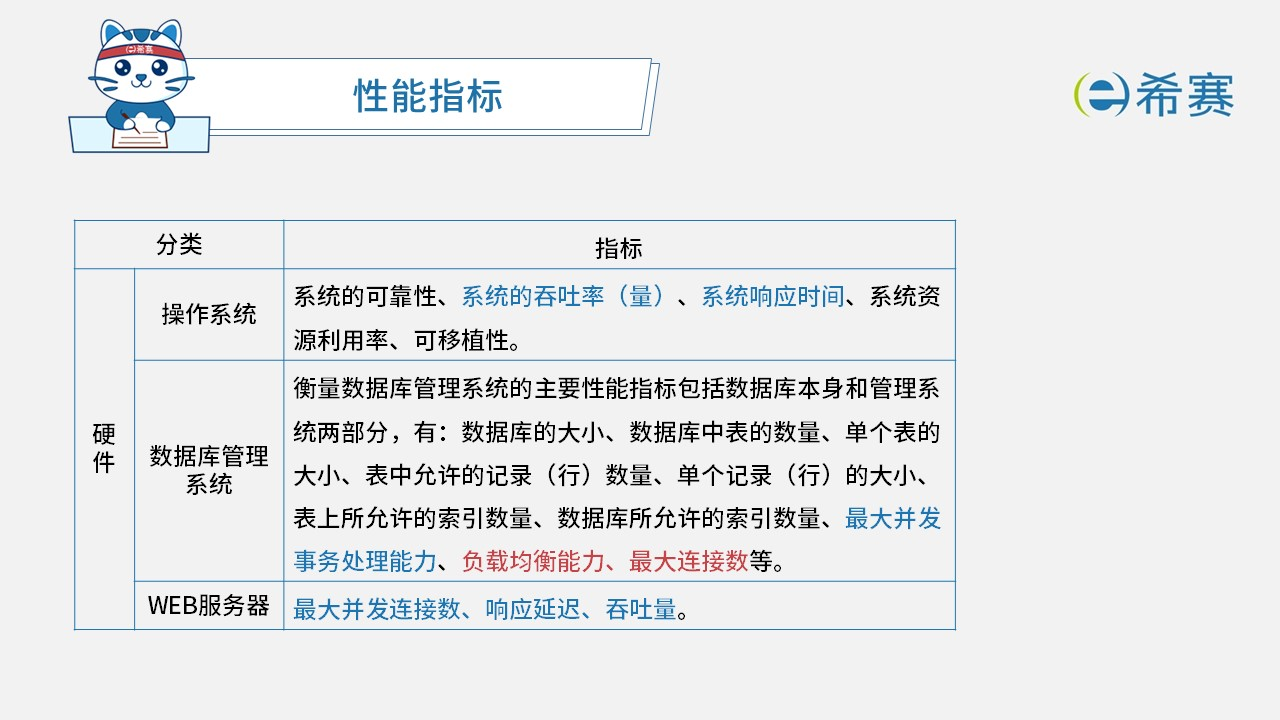 (e)希赛
性能指标
希赛
分类
指标
硬件
操作系统
系统的可靠性、系统的吞吐率（量）、系统响应时间、系统资
源利用率、可移植性。
数据库管理
系统
衡量数据库管理系统的主要性能指标包括数据库本身和管理系
统两部分，有：数据库的大小、数据库中表的数量、单个表的
大小、表中允许的记录（行）数量、单个记录（行）的大小、
表上所允许的索引数量、数据库所允许的索引数量、最大并发
事务处理能力、负载均衡能力、最大连接数等。
WEB服务器
最大并发连接数、响应延迟、吞吐量。